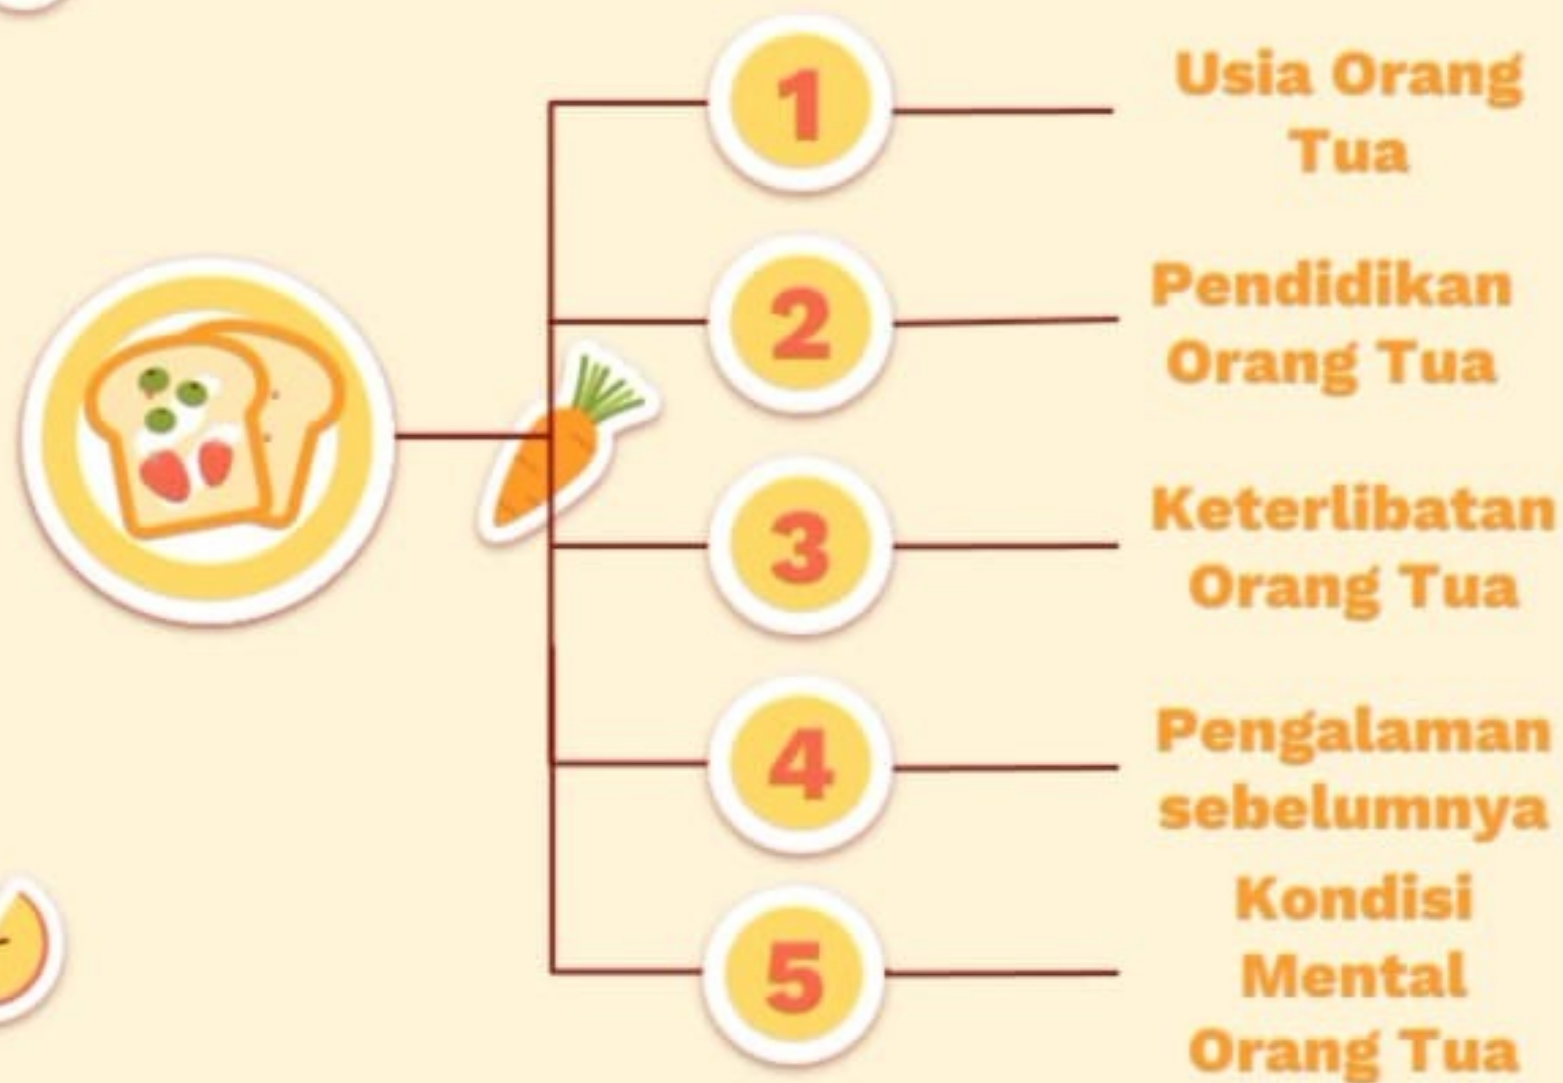 1
Usia Orang
Tua
2
Pendidikan
Orang Tua
3
Keterlibatan
Orang Tua
4
Pengalaman
sebelumnya
5
Kondisi
Mental
Orang Tua